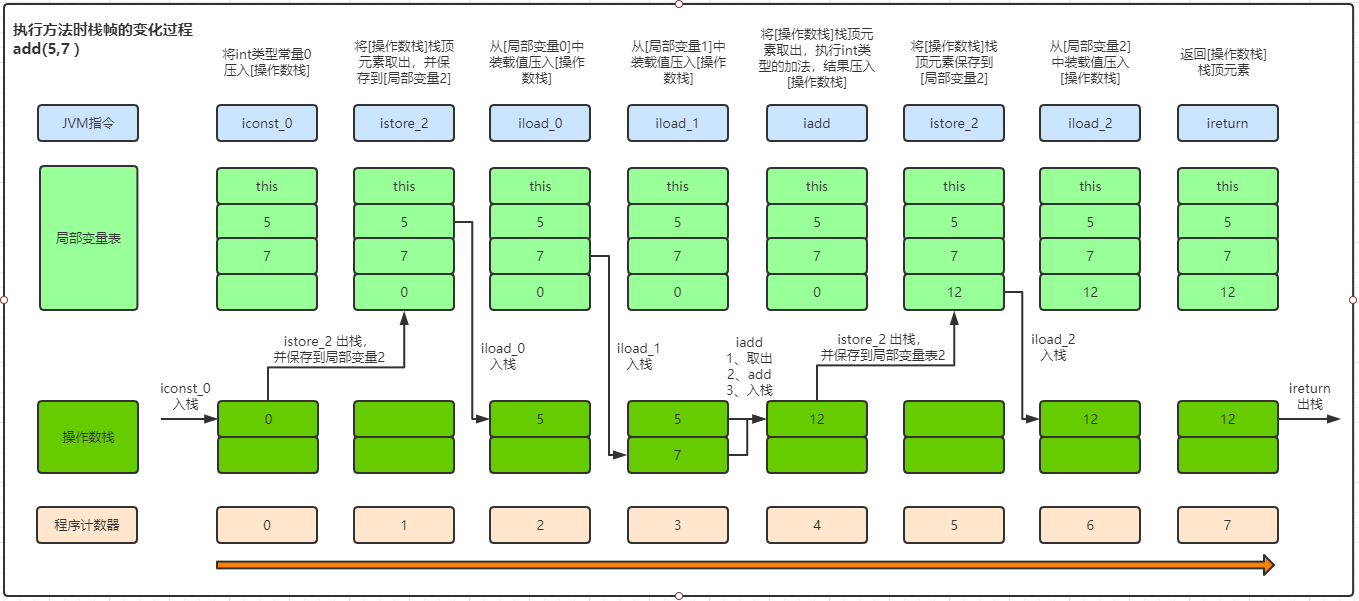 执行方法时栈帧的变化过程
add(5,7 )
将int类型常量0
压入[操作数栈]
将[操作数栈]栈顶
元素取出，并保
存到[局部变量2]
从[局部变量0]中
装载值压入[操作
数栈]
从[局部变量1]中
装载值压入[操作
数栈]
将[操作数栈]栈顶元
素取出，执行int类
型的加法，结果压入
[操作数栈]
将[操作数栈]栈
顶元素保存到
[局部变量2]
从[局部变量2]
中装载值压入
[操作数栈]
返回[操作数栈]
栈顶元素
JVM指令
iconst_0
istore_2
iload_0
iload_1
iadd
istore_2
iload_2
ireturn
局部变量表
this
this
this
this
this
this
this
this
5
5
5
5
5
5
5
5
7
7
7
7
7
7
7
7
0
0
0
0
12
12
12
iconst_0
入栈
istore_2 出栈，
并保存到局部变量2
iload_0
入栈
iload_1
入栈
iadd
1、取出
2、add
3、入栈
istore_2 出栈，
并保存到局部变量表2
iload_2
入栈
ireturn
出栈
操作数栈
0
5
5
7
12
12
12
程序计数器
0
1
2
3
4
5
6
7